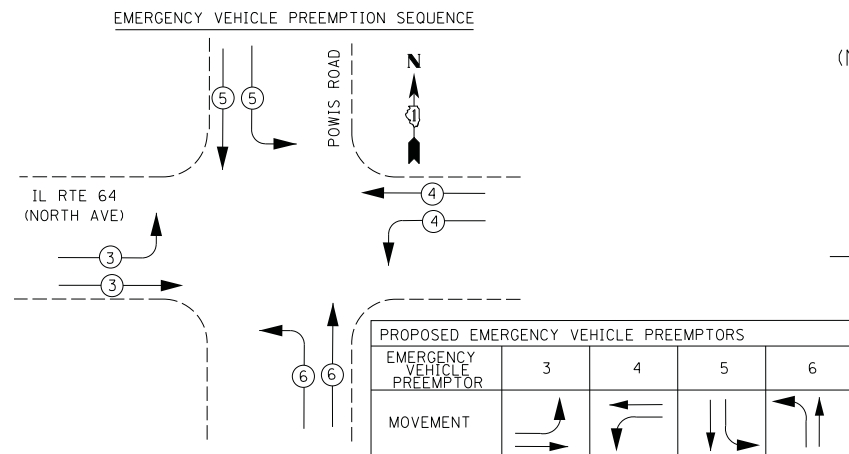 EMERGENCY VEHICLE PREEMPTION SEQUENCE
POWIS ROAD
N
1
(N
5 5
IL RTE 64
(NORTH AVE)
4
4
3
3
6 6
PROPOSED EMERGENCY VEHICLE PREEMPTORS
EMERGENCY
VEHICLE
PREEMPTOR
3 4 5 6
MOVEMENT